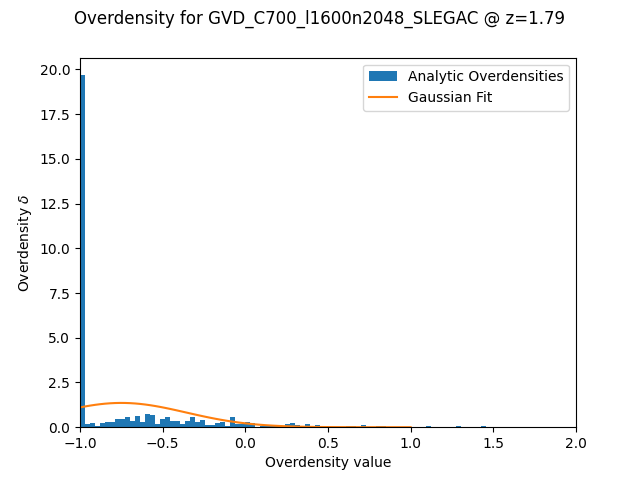 Overdensity for GVD_C700_l1600n2048_SLEGAC @ z=1.79
Analytic Overdensities
Gaussian Fit
Overdensity δ
20.0
17.5
15.0
12.5
10.0
7.5
5.0
2.5
0.0
−1.0 −0.5 0.0 0.5 1.0 1.5 2.0
Overdensity value